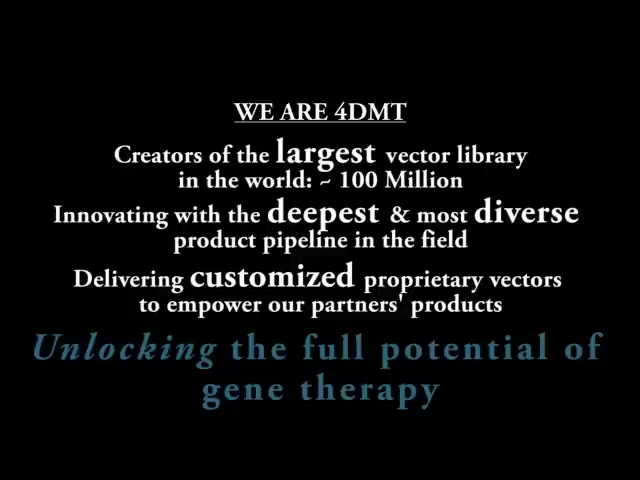 WE ARE 4DMT
Creators of the largest vector library
in the world: ~ 100 Million
Innovating with the deepest & most diverse
product pipeline in the field
Delivering customized proprietary vectors
to empower our partners' products
Unlocking the full potential of
gene therapy